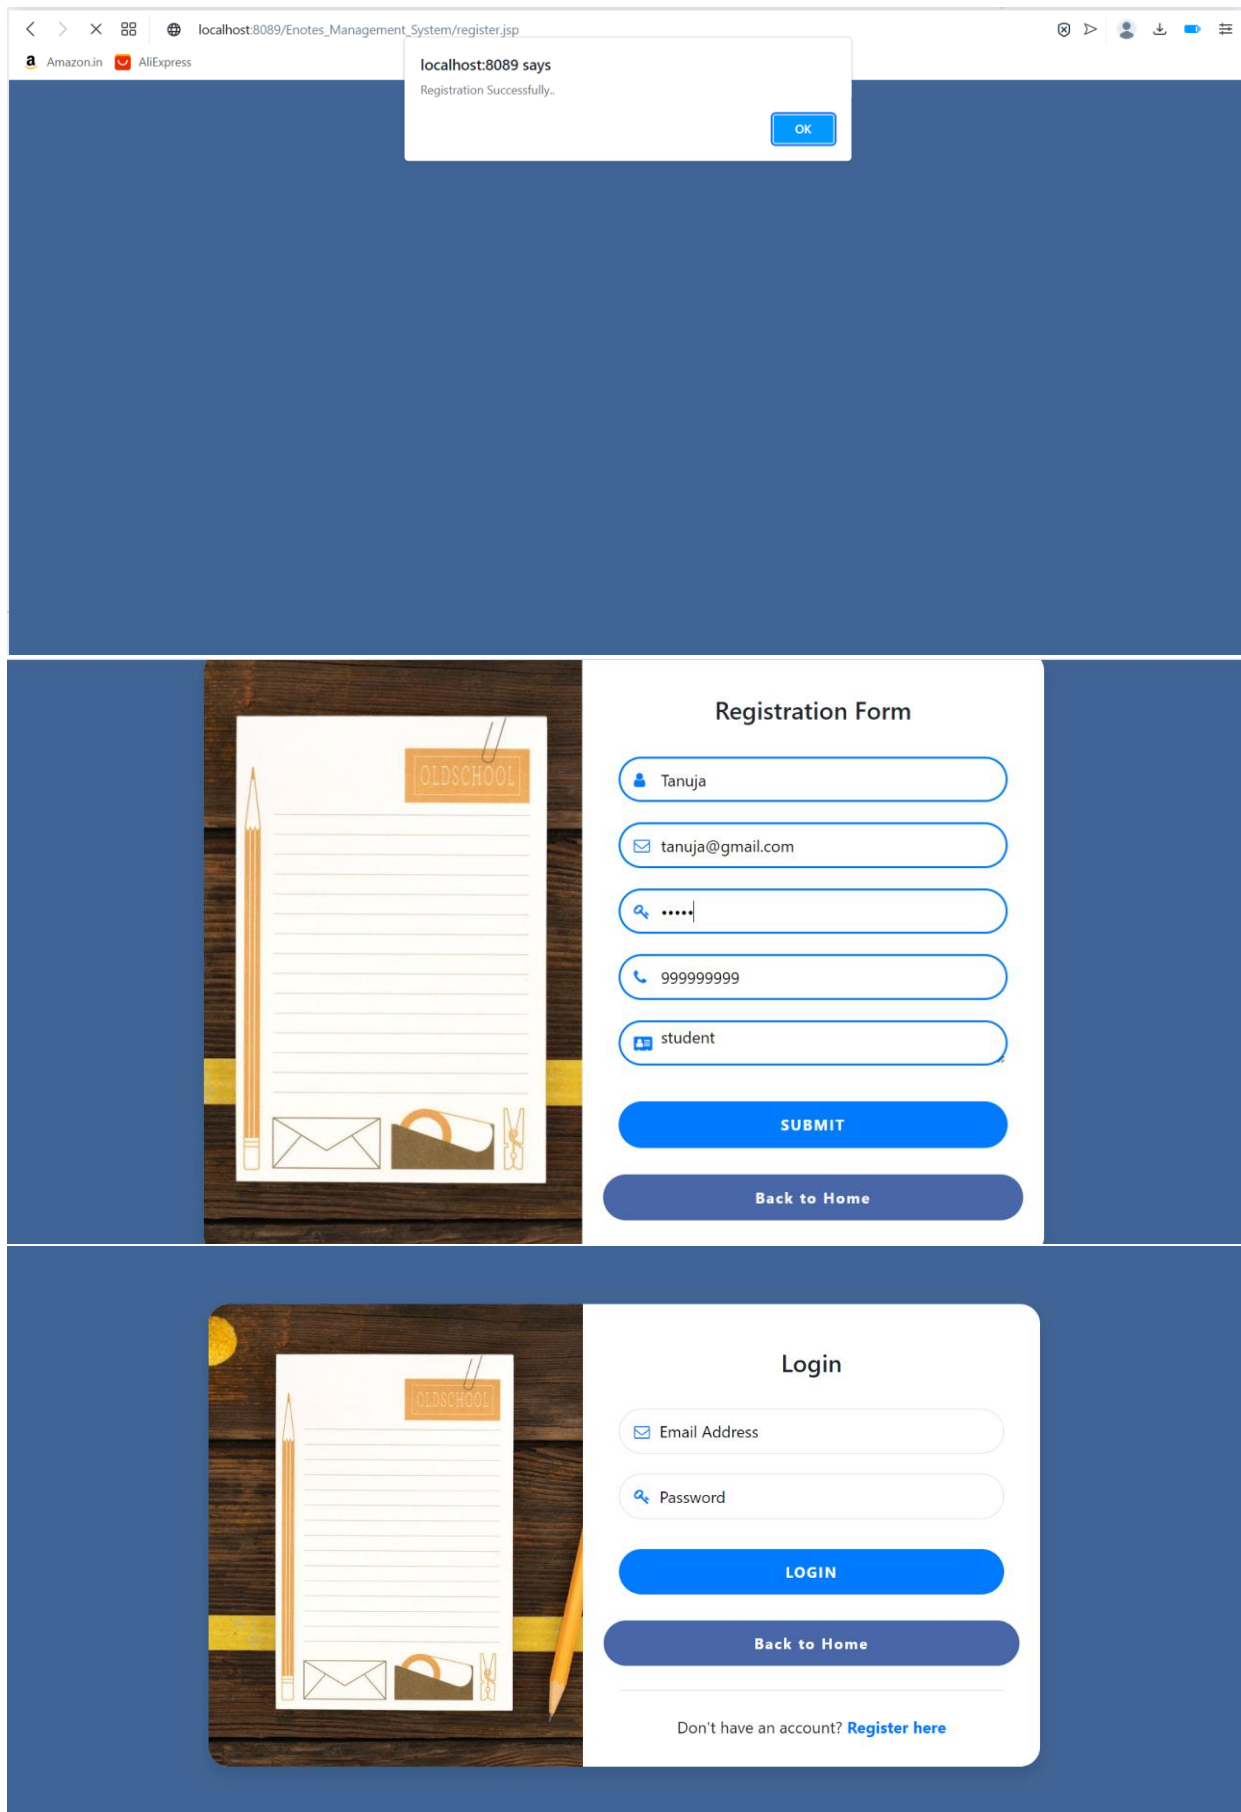 localhost:8089/Enotes_Management_System/register.jsp
a Amazon.in AliExpress
localhost:8089 says
Registration Successfully..
OK
OLDSCHOOL
Registration Form
Tanuja
tanuja@gmail.com
•••••
999999999
student
SUBMIT
Back to Home
OLDSCHOOL
Login
Email Address
Password
LOGIN
Back to Home
Don't have an account? Register here